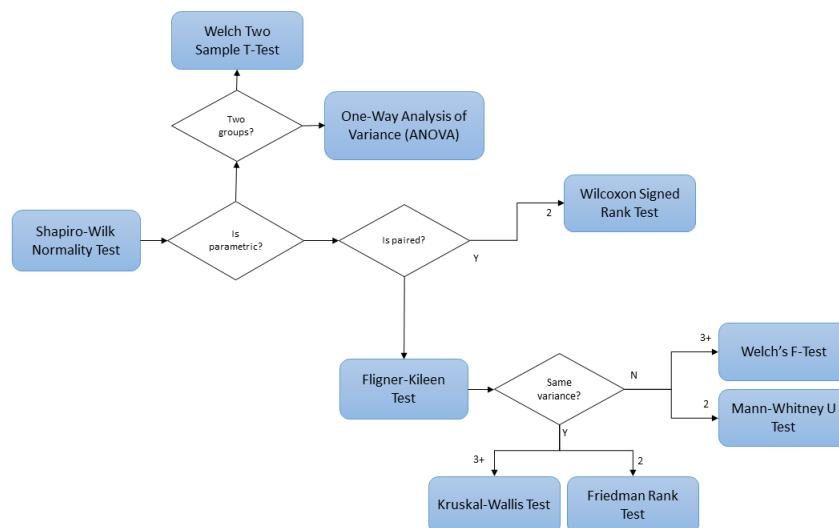 Welch Two
Sample T-Test
Two
groups?
One-Way Analysis of
Variance (ANOVA)
Shapiro-Wilk
Normality Test
Is
parametric?
Is paired?
Y
2
Wilcoxon Signed
Rank Test
Fligner-Kileen
Test
Same
variance?
N
3+
Welch's F-Test
2
Mann-Whitney U
Test
Y
3+
Kruskal-Wallis Test
2
Friedman Rank
Test